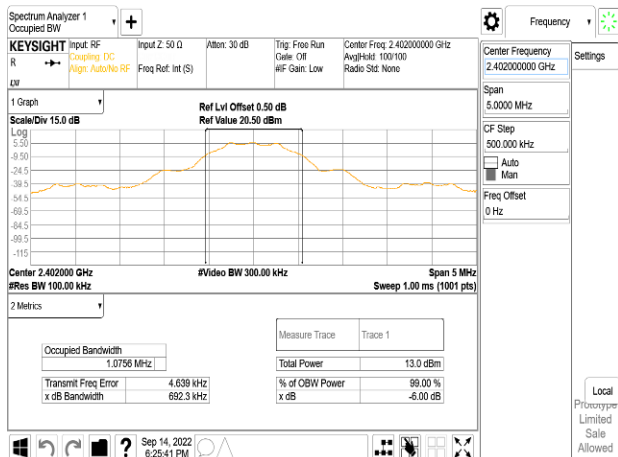 Spectrum Analyzer 1
Occupied BW
+
Frequency
KEYSIGHT
R
Input: RF
Coupling: DC
Align: Auto/No RF
Input Z: 50 Ω
Freq Ref: Int (S)
Atten: 30 dB
Trig: Free Run
Gate: Off
#IF Gain: Low
Center Freq: 2.402000000 GHz
Avg|Hold: 100/100
Radio Std: None
Center Frequency
2.402000000 GHz
Settings
Span
5.0000 MHz
CF Step
500.000 kHz
Auto
Man
Freq Offset
0 Hz
1 Graph
Scale/Div 15.0 dB
Ref Lvl Offset 0.50 dB
Ref Value 20.50 dBm
Log
5.50
-9.50
-24.5
-39.5
-54.5
-69.5
-84.5
-99.5
-115
Center 2.402000 GHz
#Video BW 300.00 kHz
Span 5 MHz
#Res BW 100.00 kHz
Sweep 1.00 ms (1001 pts)
2 Metrics
Measure Trace
Trace 1
Occupied Bandwidth
1.0756 MHz
Total Power
13.0 dBm
Transmit Freq Error
4.639 kHz
% of OBW Power
99.00 %
x dB Bandwidth
692.3 kHz
x dB
-6.00 dB
Local
Prototype
Limited
Sale
Allowed
?
Sep 14, 2022
6:25:41 PM